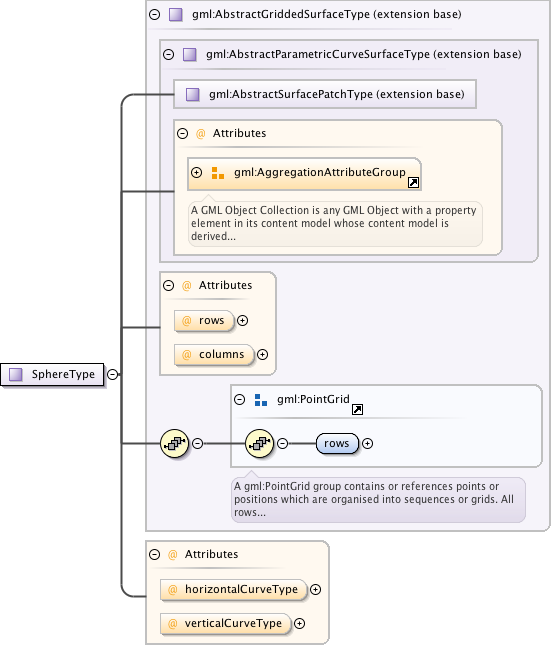 gml:AbstractGriddedSurfaceType (extension base)
gml:AbstractParametricCurveSurfaceType (extension base)
gml:AbstractSurfacePatchType (extension base)
@ Attributes
gml:AggregationAttributeGroup
A GML Object Collection is any GML Object with a property
element in its content model whose content model is
derived...
@ Attributes
@ rows
@ columns
SphereType
gml:PointGrid
rows
A gml:PointGrid group contains or references points or
positions which are organised into sequences or grids. All
rows...
@ Attributes
@ horizontalCurveType
@ verticalCurveType